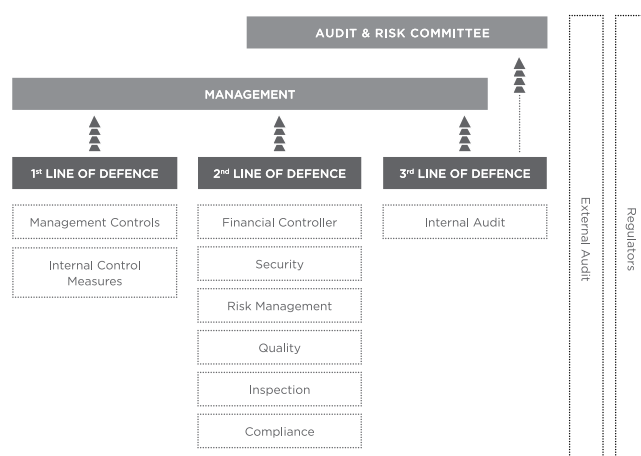 AUDIT & RISK COMMITTEE
MANAGEMENT
1st LINE OF DEFENCE
2nd LINE OF DEFENCE
3rd LINE OF DEFENCE
Management Controls
Financial Controller
Internal Audit
Internal Control
Measures
Security
Risk Management
Quality
Inspection
Compliance
External Audit
Regulators